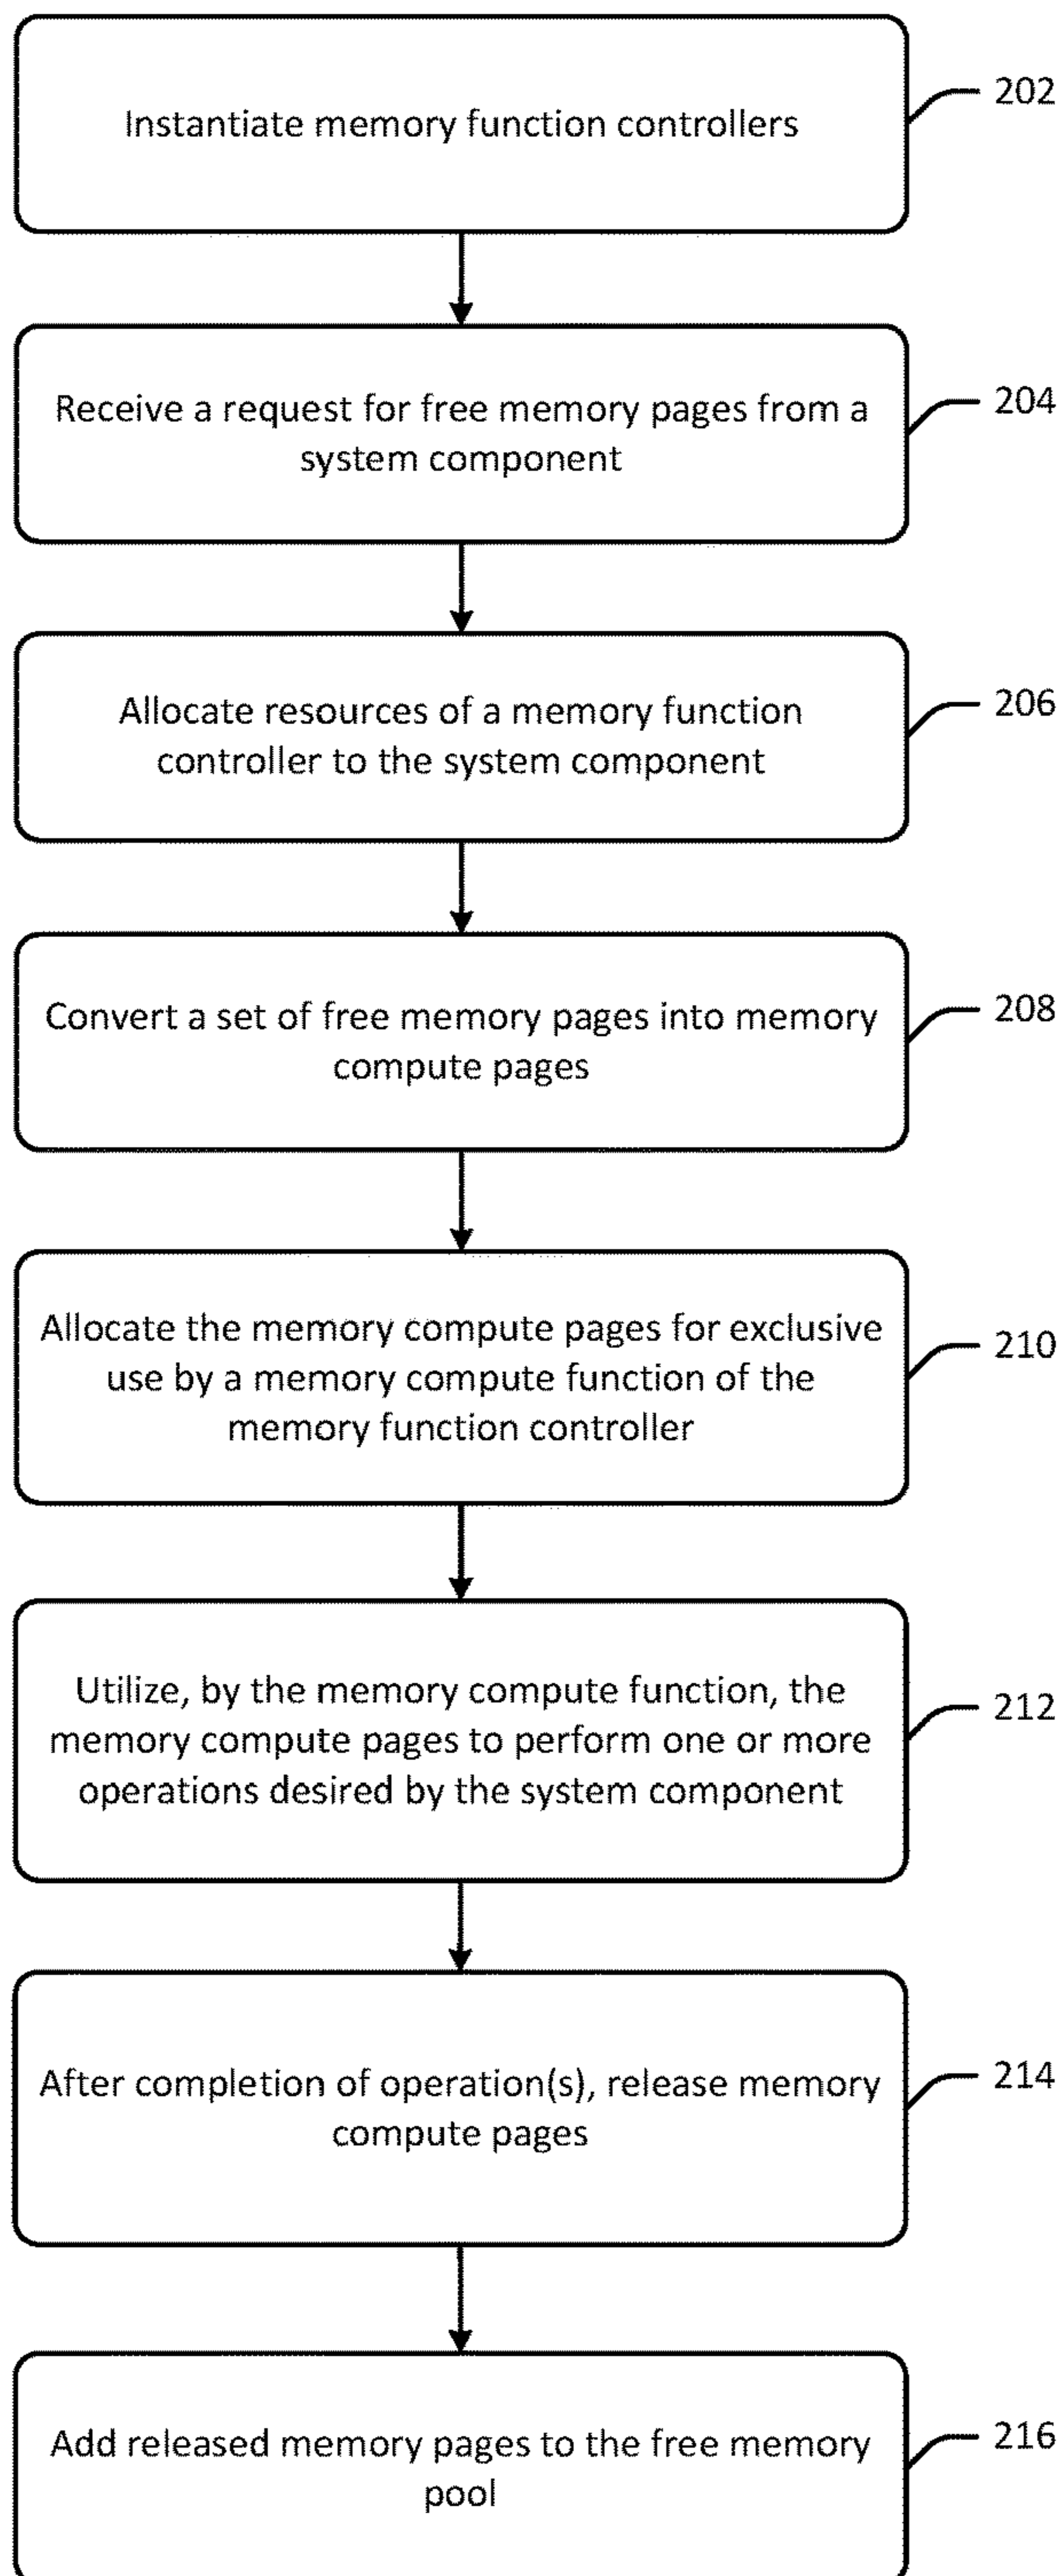 Instantiate memory function controllers
202
Receive a request for free memory pages from a
system component
204
Allocate resources of a memory function
controller to the system component
206
Convert a set of free memory pages into memory
compute pages
208
Allocate the memory compute pages for exclusive
use by a memory compute function of the
memory function controller
210
Utilize, by the memory compute function, the
memory compute pages to perform one or more
operations desired by the system component
212
After completion of operation(s), release memory
compute pages
214
Add released memory pages to the free memory
pool
216